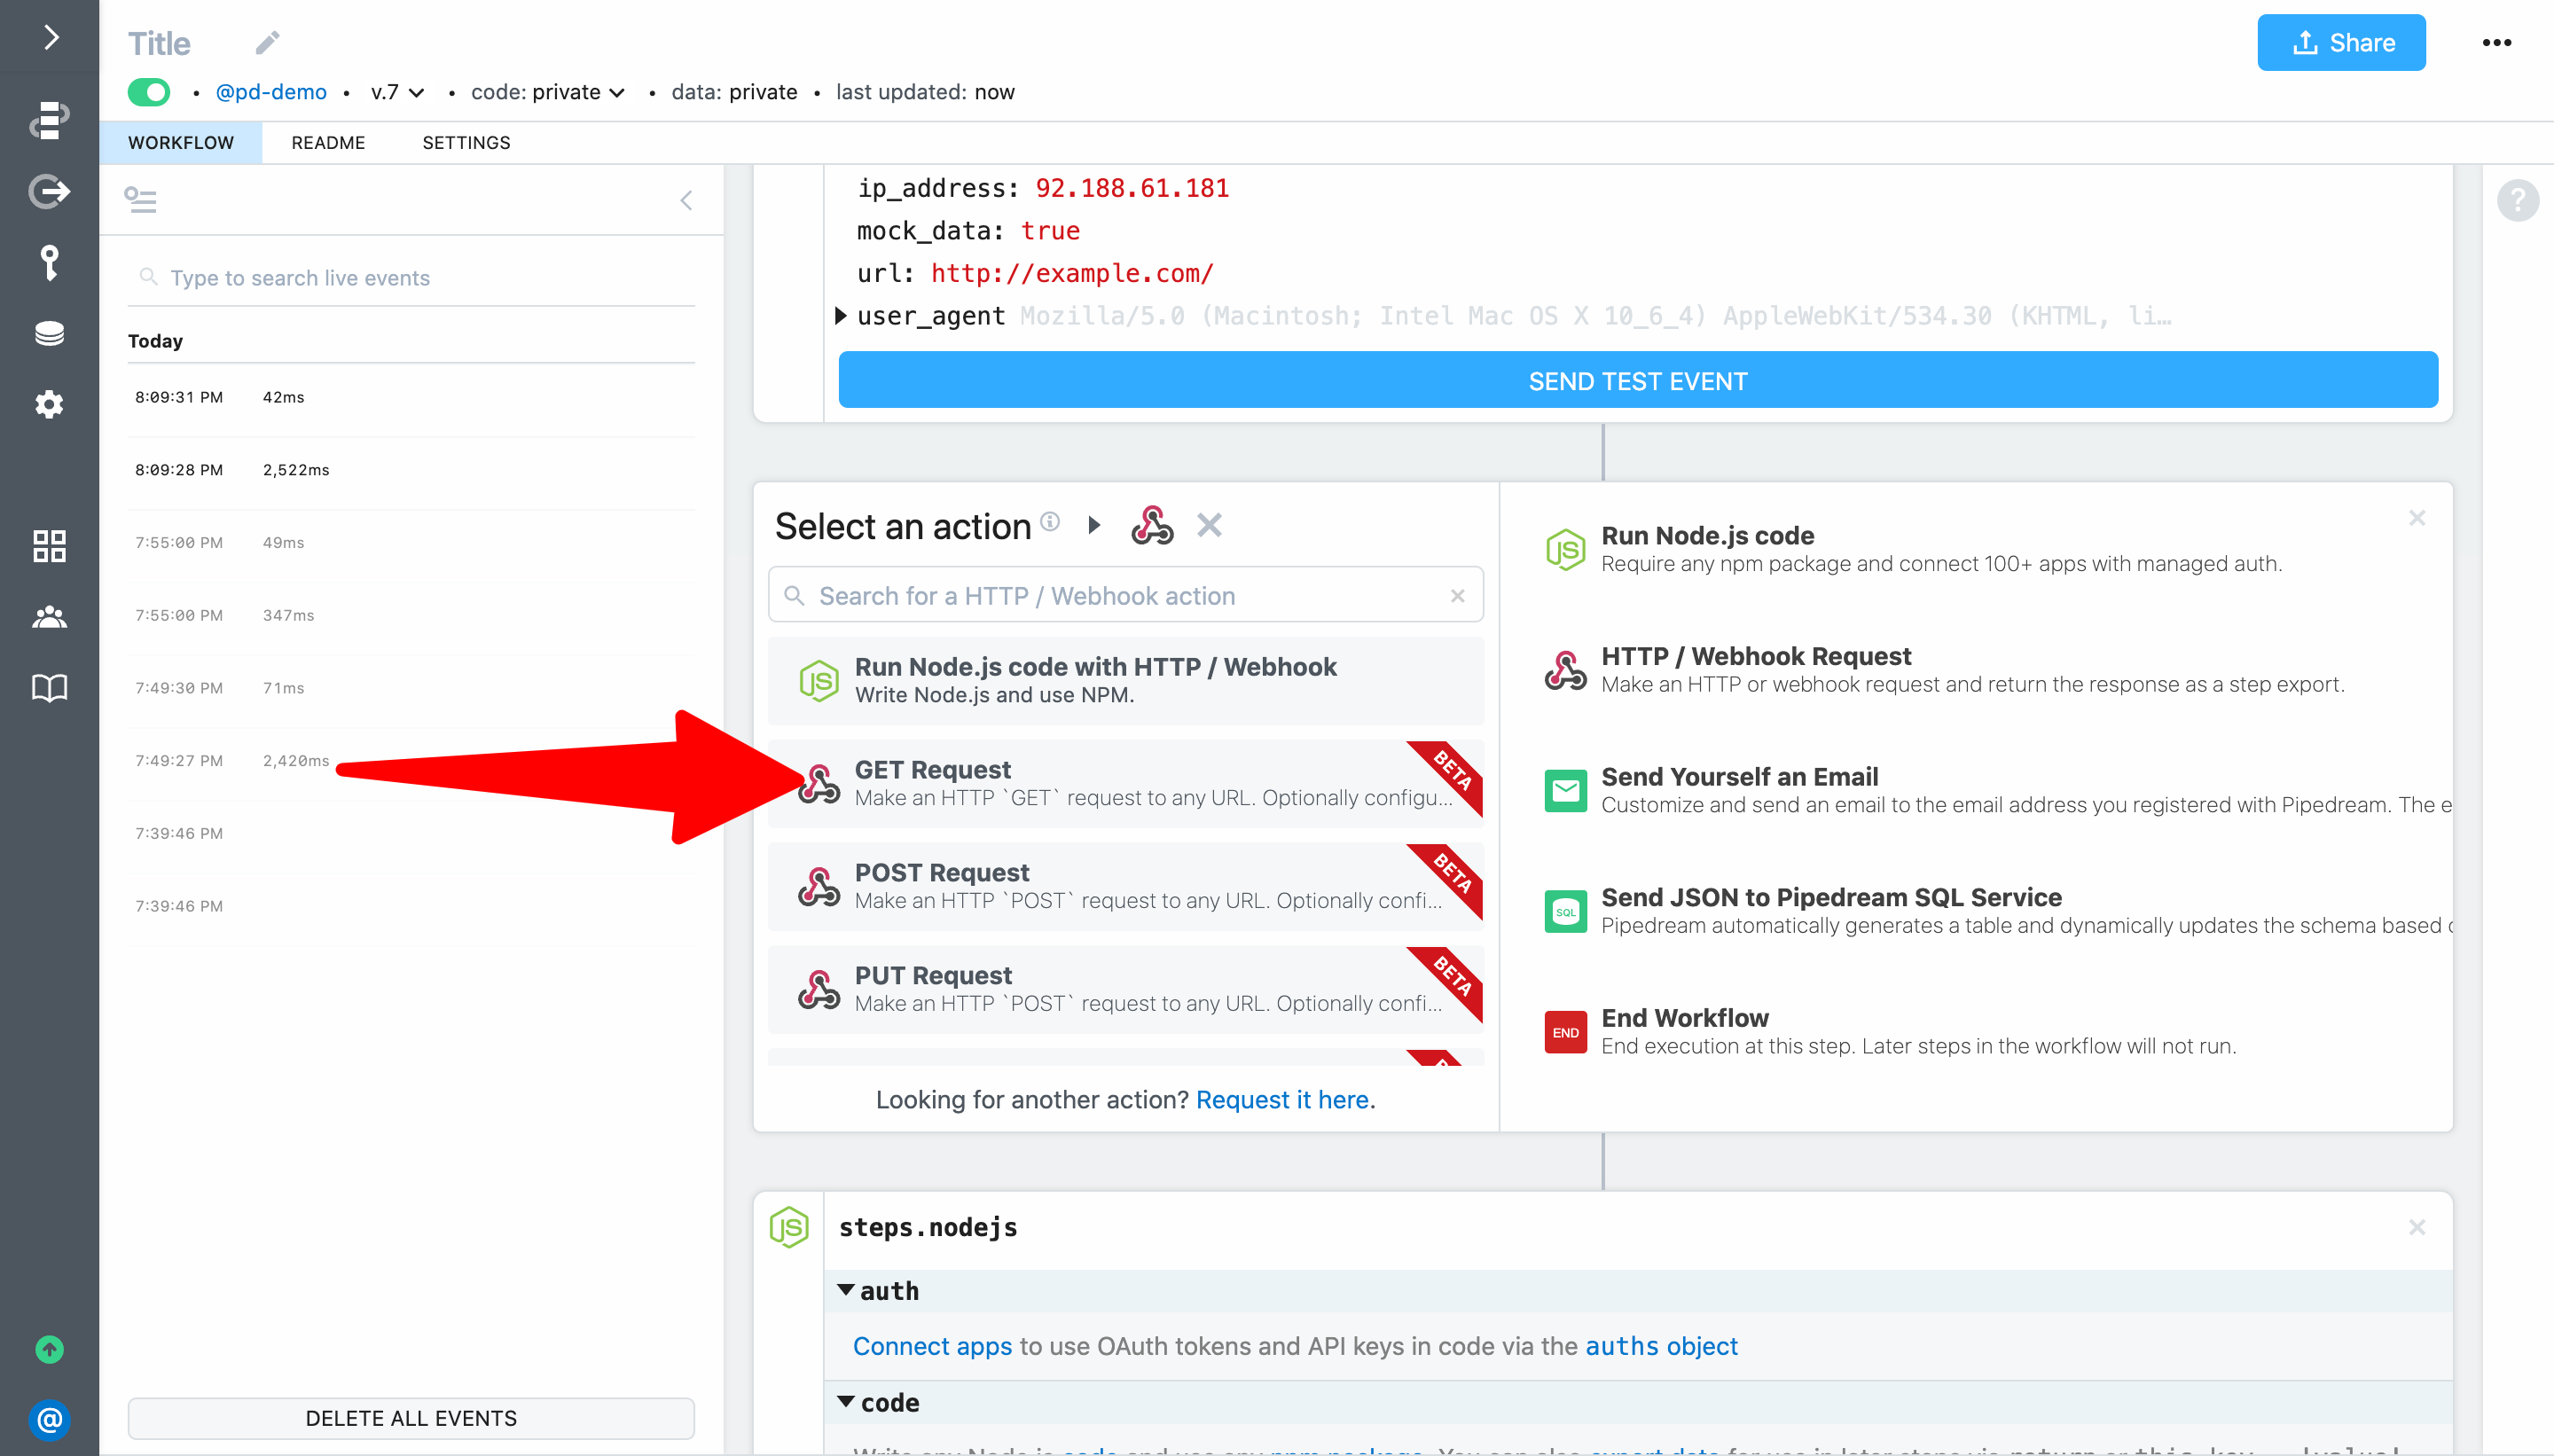 Title
Share
@pd-demo • v.7 • code: private • data: private • last updated: now
WORKFLOW README SETTINGS
Type to search live events
Today
8:09:31 PM 42ms
8:09:28 PM 2,522ms
7:55:00 PM 49ms
7:55:00 PM 347ms
7:49:30 PM 71ms
7:49:27 PM 2,420ms
7:39:46 PM
7:39:46 PM
DELETE ALL EVENTS
@
ip_address: 92.188.61.181
mock_data: true
url: http://example.com/
user_agent Mozilla/5.0 (Macintosh; Intel Mac OS X 10_6_4) AppleWebKit/534.30 (KHTML, li…
SEND TEST EVENT
?
Select an action
Search for a HTTP / Webhook action
JS
Run Node.js code with HTTP / Webhook
Write Node.js and use NPM.
GET Request
Make an HTTP `GET` request to any URL. Optionally configu...
BETA
POST Request
Make an HTTP `POST` request to any URL. Optionally confi...
BETA
PUT Request
Make an HTTP `POST` request to any URL. Optionally confi...
BETA
Looking for another action? Request it here.
JS
Run Node.js code
Require any npm package and connect 100+ apps with managed auth.
HTTP / Webhook Request
Make an HTTP or webhook request and return the response as a step export.
Send Yourself an Email
Customize and send an email to the email address you registered with Pipedream. The e
SQL
Send JSON to Pipedream SQL Service
Pipedream automatically generates a table and dynamically updates the schema based
END
End Workflow
End execution at this step. Later steps in the workflow will not run.
JS
steps.nodejs
auth
Connect apps to use OAuth tokens and API keys in code via the auths object
code